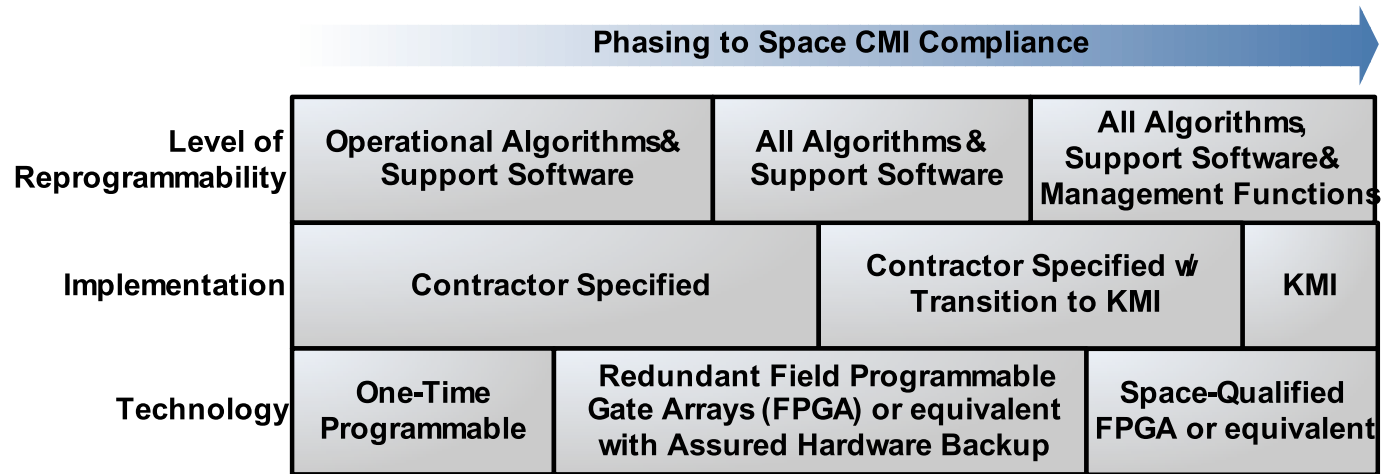 Phasing to Space CMI Compliance
Level of
Reprogrammability
Operational Algorithms&
Support Software
All Algorithms &
Support Software
All Algorithms,
Support Software&
Management Functions
Implementation
Contractor Specified
Contractor Specified w/
Transition to KMI
KMI
Technology
One-Time
Programmable
Redundant Field Programmable
Gate Arrays (FPGA) or equivalent
with Assured Hardware Backup
Space-Qualified
FPGA or equivalent